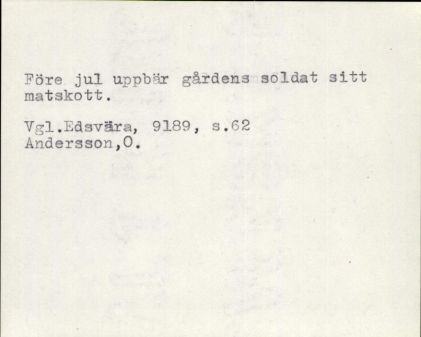 Före jul uppbär gårdens soldat sitt
matskott.
Vgl.Edsvära, 9189, s.62
Andersson,O.